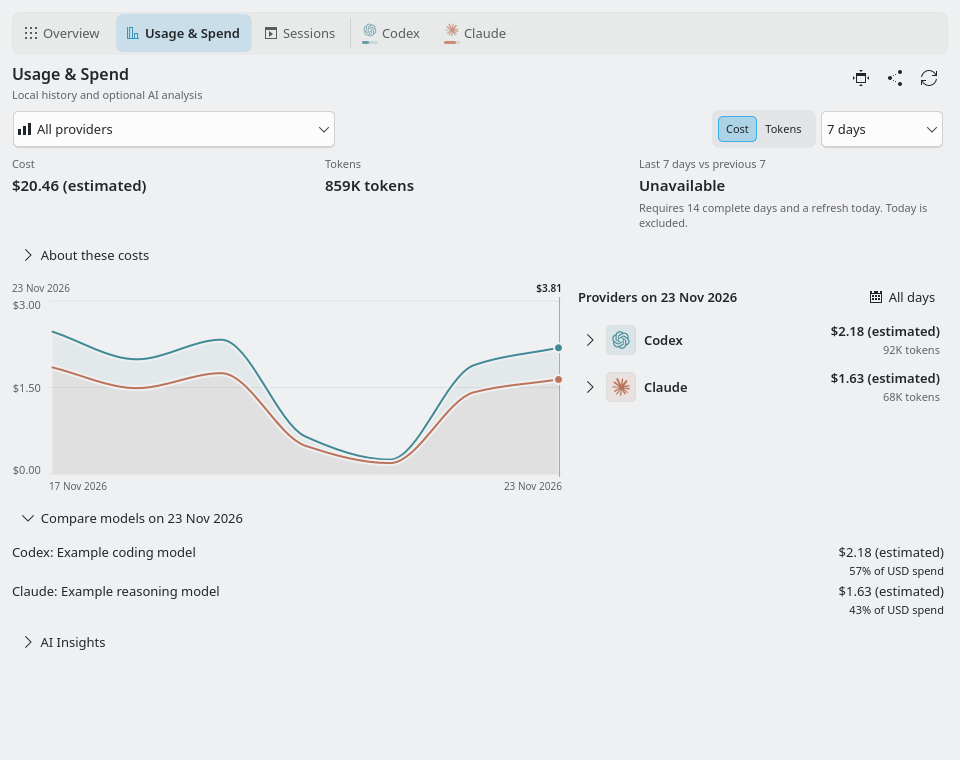 Overview
Usage & Spend
Sessions
Codex
Claude
Usage & Spend
Local history and optional AI analysis
All providers
Cost
Tokens
7 days
Cost
$20.46 (estimated)
Tokens
859K tokens
Last 7 days vs previous 7
Unavailable
Requires 14 complete days and a refresh today. Today is
excluded.
About these costs
23 Nov 2026
$3.81
$3.00
$1.50
$0.00
17 Nov 2026
23 Nov 2026
Providers on 23 Nov 2026
All days
Codex
$2.18 (estimated)
92K tokens
Claude
$1.63 (estimated)
68K tokens
Compare models on 23 Nov 2026
Codex: Example coding model
$2.18 (estimated)
57% of USD spend
Claude: Example reasoning model
$1.63 (estimated)
43% of USD spend
AI Insights